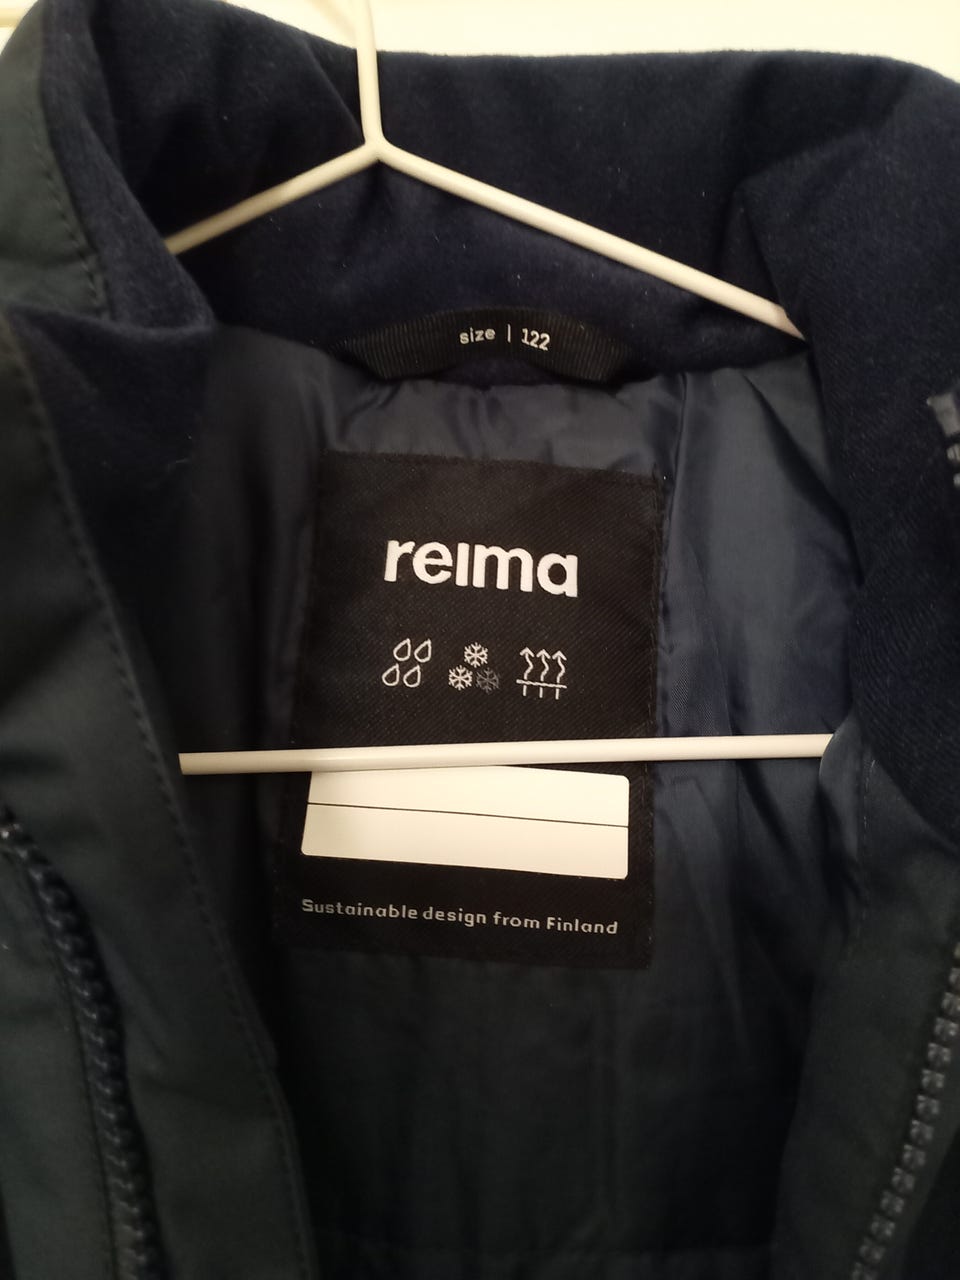 size | 122
reima
Sustainable design from Finland